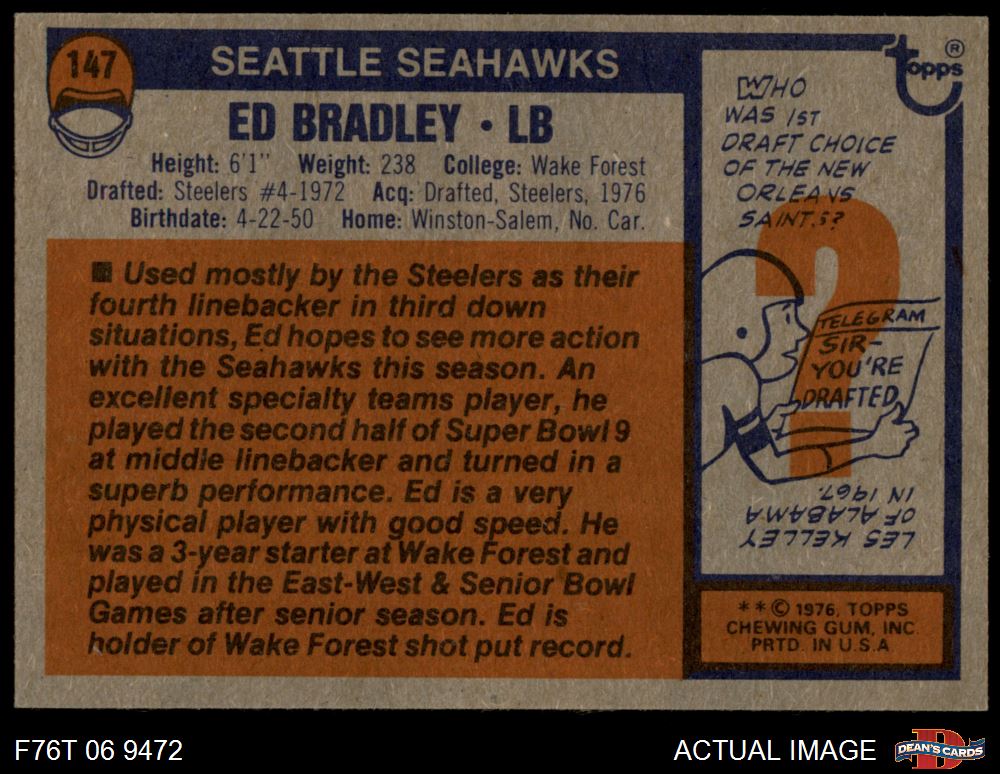 147
SEATTLE SEAHAWKS
ED BRADLEY • LB
Height: 6'1" Weight: 238 College: Wake Forest
Drafted: Steelers #4-1972 Acq: Drafted, Steelers, 1976
Birthdate: 4-22-50 Home: Winston-Salem, No. Car.
■ Used mostly by the Steelers as their
fourth linebacker in third down
situations, Ed hopes to see more action
with the Seahawks this season. An
excellent specialty teams player, he
played the second half of Super Bowl 9
at middle linebacker and turned in a
superb performance. Ed is a very
physical player with good speed. He
was a 3-year starter at Wake Forest and
played in the East-West & Senior Bowl
Games after senior season. Ed is
holder of Wake Forest shot put record.
topps ®
WHO
WAS 1ST
DRAFT CHOICE
OF THE NEW
ORLEANS
SAINTS?
?
TELEGRAM
SIR-
YOU'RE
DRAFTED
LES KELLEY
OF ALABAMA
IN 1967.
* * © 1976, TOPPS
CHEWING GUM, INC.
PRTD. IN U.S.A.
F76T 06 9472
ACTUAL IMAGE
D
DEAN'S CARDS